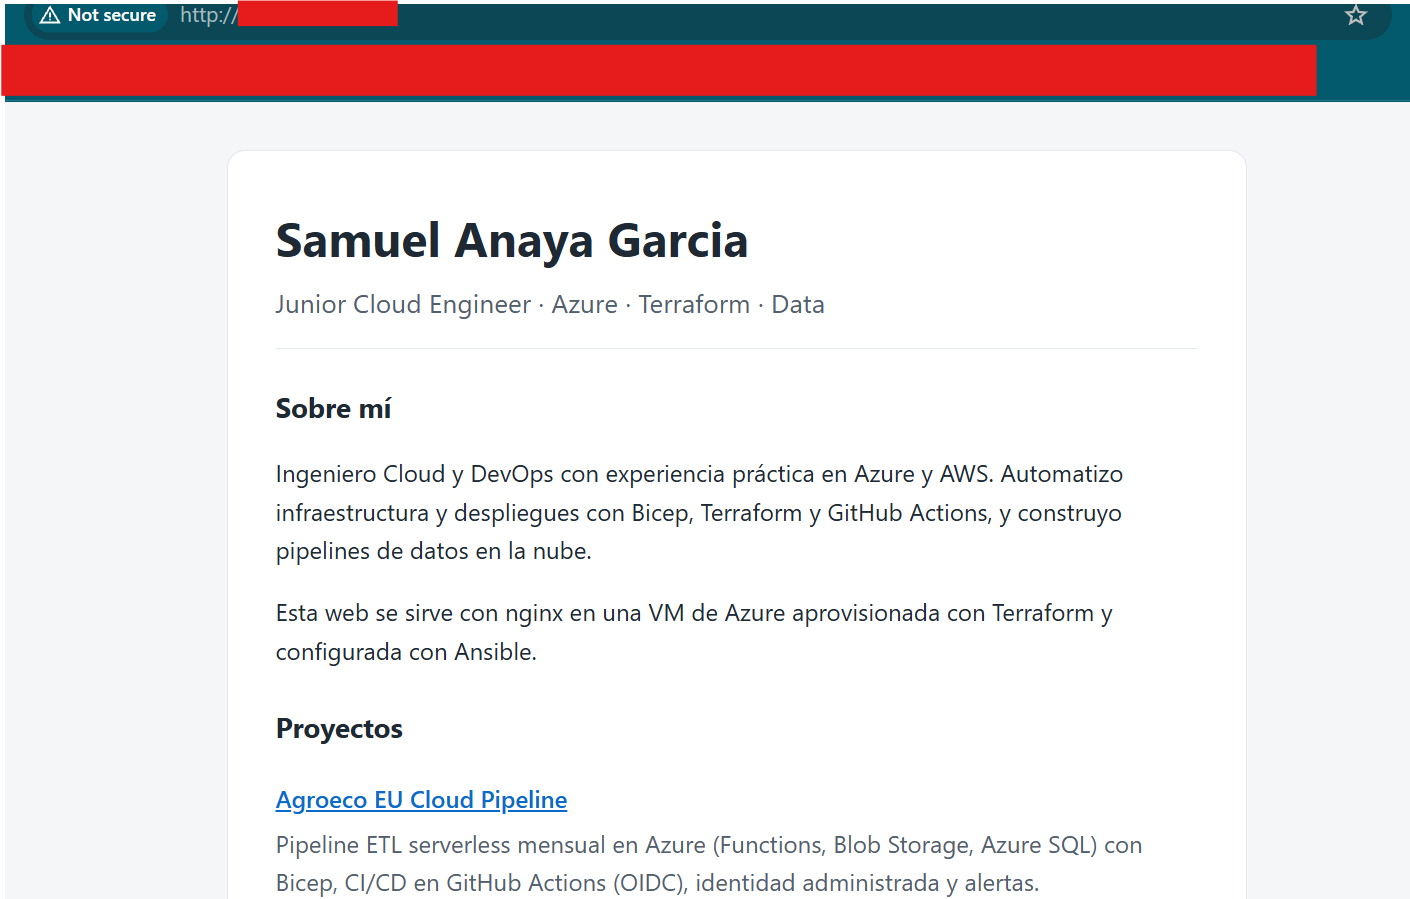 Not secure http://
Samuel Anaya Garcia
Junior Cloud Engineer · Azure · Terraform · Data
Sobre mí
Ingeniero Cloud y DevOps con experiencia práctica en Azure y AWS. Automatizo
infraestructura y despliegues con Bicep, Terraform y GitHub Actions, y construyo
pipelines de datos en la nube.
Esta web se sirve con nginx en una VM de Azure aprovisionada con Terraform y
configurada con Ansible.
Proyectos
Agroeco EU Cloud Pipeline
Pipeline ETL serverless mensual en Azure (Functions, Blob Storage, Azure SQL) con
Bicep, CI/CD en GitHub Actions (OIDC), identidad administrada y alertas.